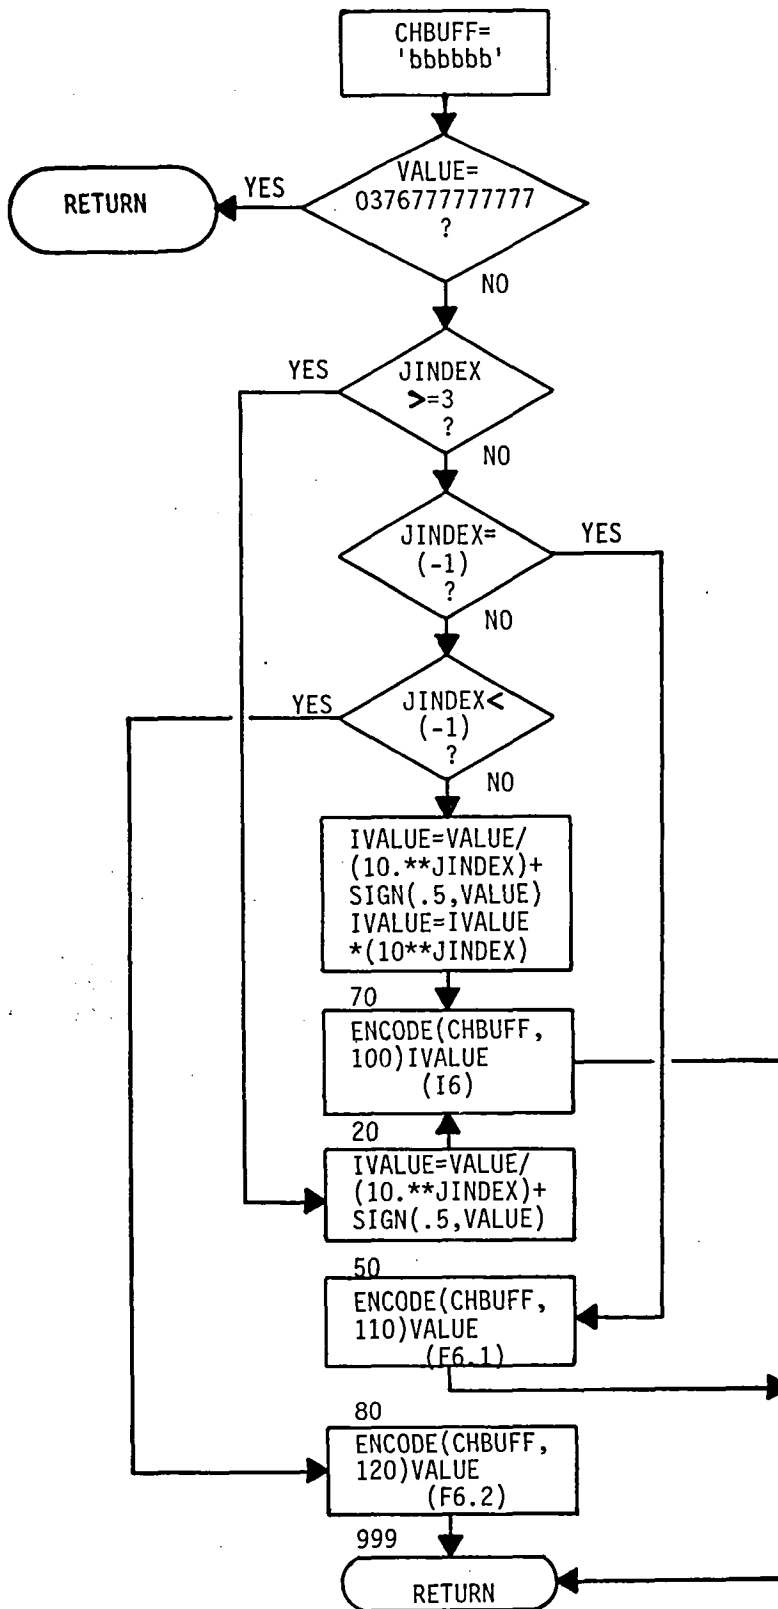 CHBUFF=
'bbbbbb'
VALUE=
0376777777777
?
YES
RETURN
NO
YES
JINDEX
>=3
?
NO
JINDEX=
(-1)
?
YES
NO
YES
JINDEX<
(-1)
?
NO
IVALUE=VALUE/
(10.**JINDEX)+
SIGN(.5,VALUE)
IVALUE=IVALUE
*(10**JINDEX)
70
ENCODE(CHBUFF,
100)IVALUE
(I6)
20
IVALUE=VALUE/
(10.**JINDEX)+
SIGN(.5,VALUE)
50
ENCODE(CHBUFF,
110)VALUE
(F6.1)
80
ENCODE(CHBUFF,
120)VALUE
(F6.2)
999
RETURN